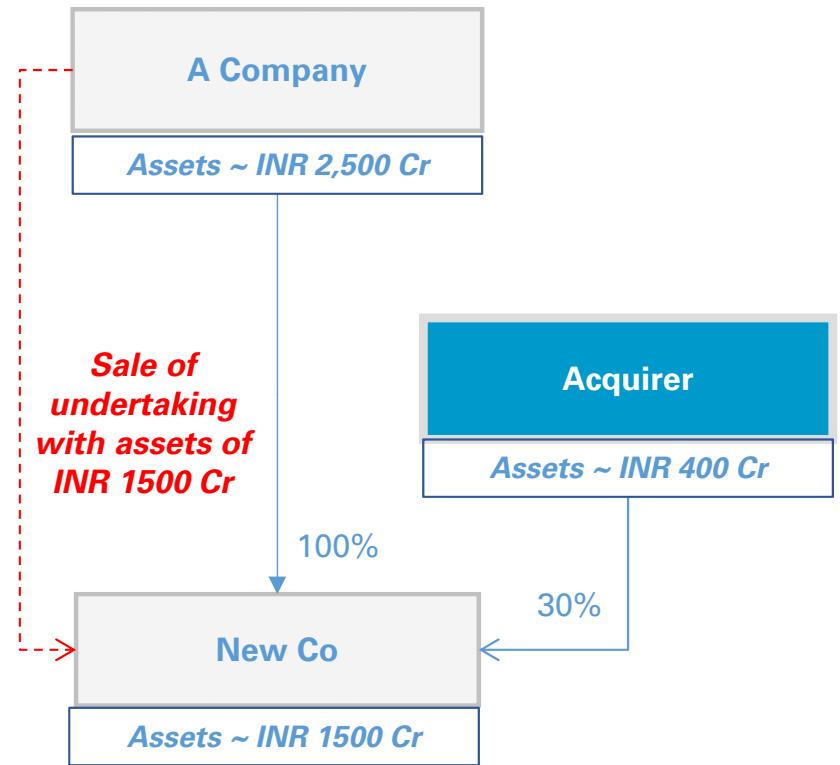 A Company
Assets ~ INR 2,500 Cr
Sale of
undertaking
with assets of
INR 1500 Cr
Acquirer
Assets ~ INR 400 Cr
100%
30%
New Co
Assets ~ INR 1500 Cr